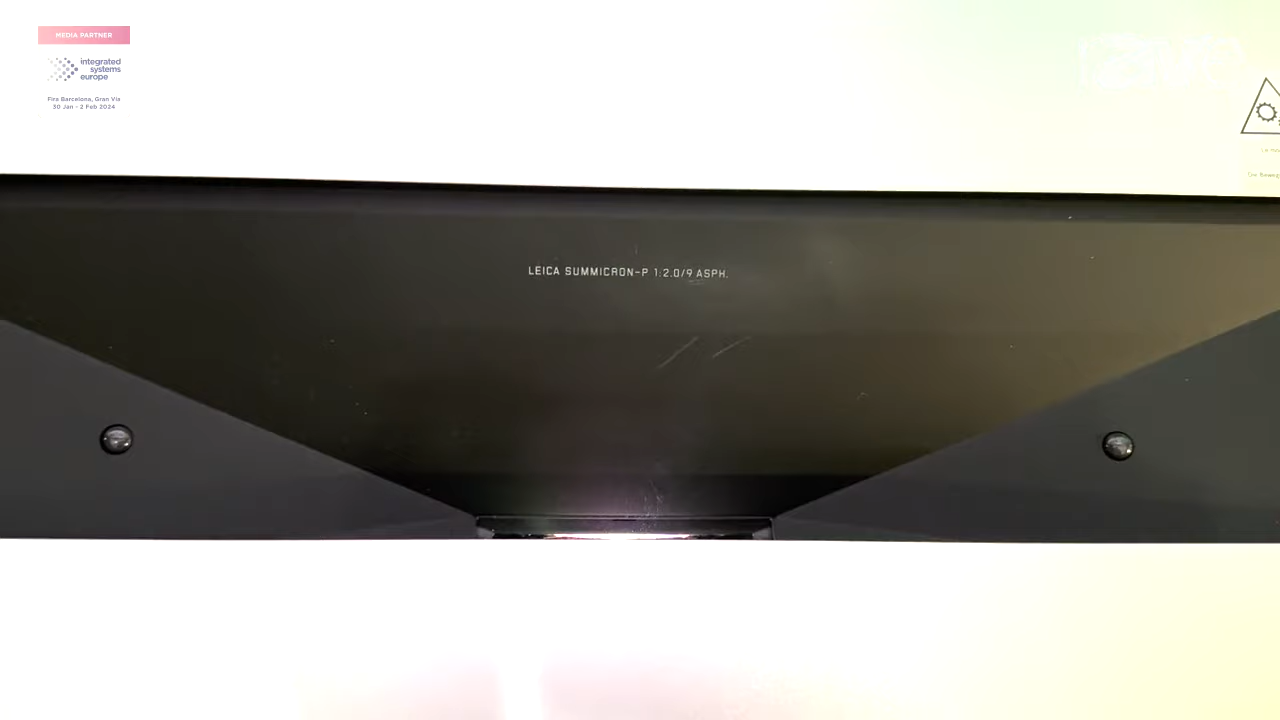 MEDIA PARTNER
integrated
systems
europe
Fira Barcelona, Gran Via
30 Jan - 2 Feb 2024
rAVe
LEICA SUMMICRON-P 1:2.0/9 ASPH.